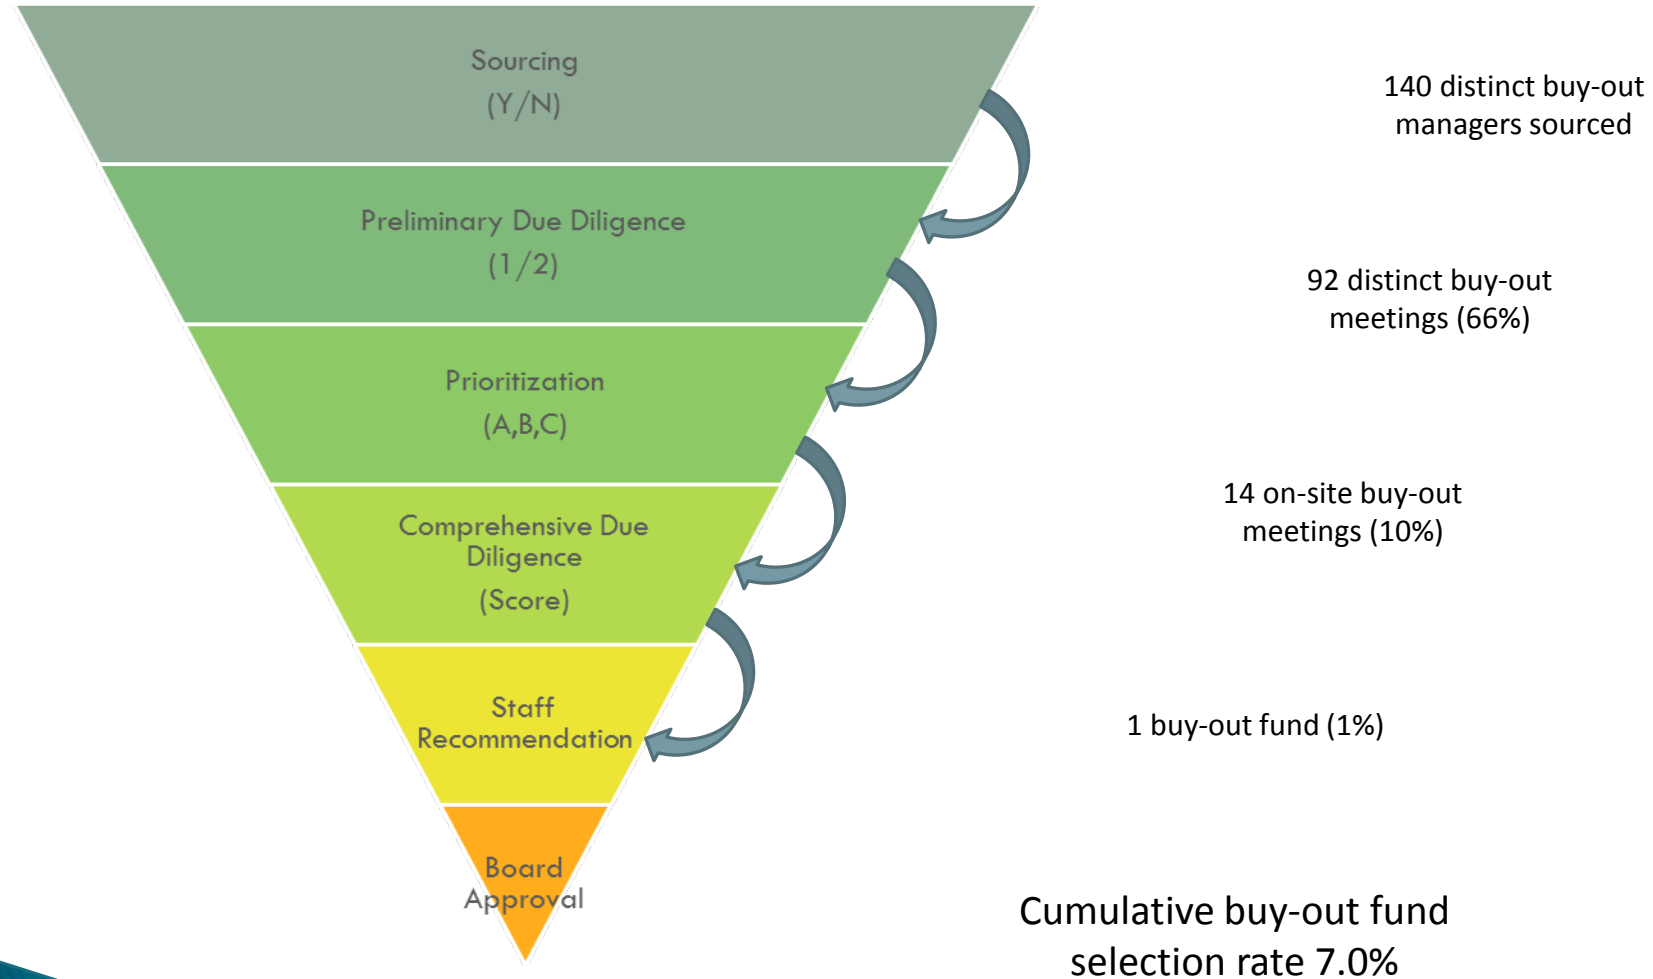 Sourcing
(Y/N)
140 distinct buy-out
managers sourced
Preliminary Due Diligence
(1/2)
92 distinct buy-out
meetings (66%)
Prioritization
(A,B,C)
14 on-site buy-out
meetings (10%)
Comprehensive Due
Diligence
(Score)
Staff
Recommendation
1 buy-out fund (1%)
Board
Approval
Cumulative buy-out fund
selection rate 7.0%